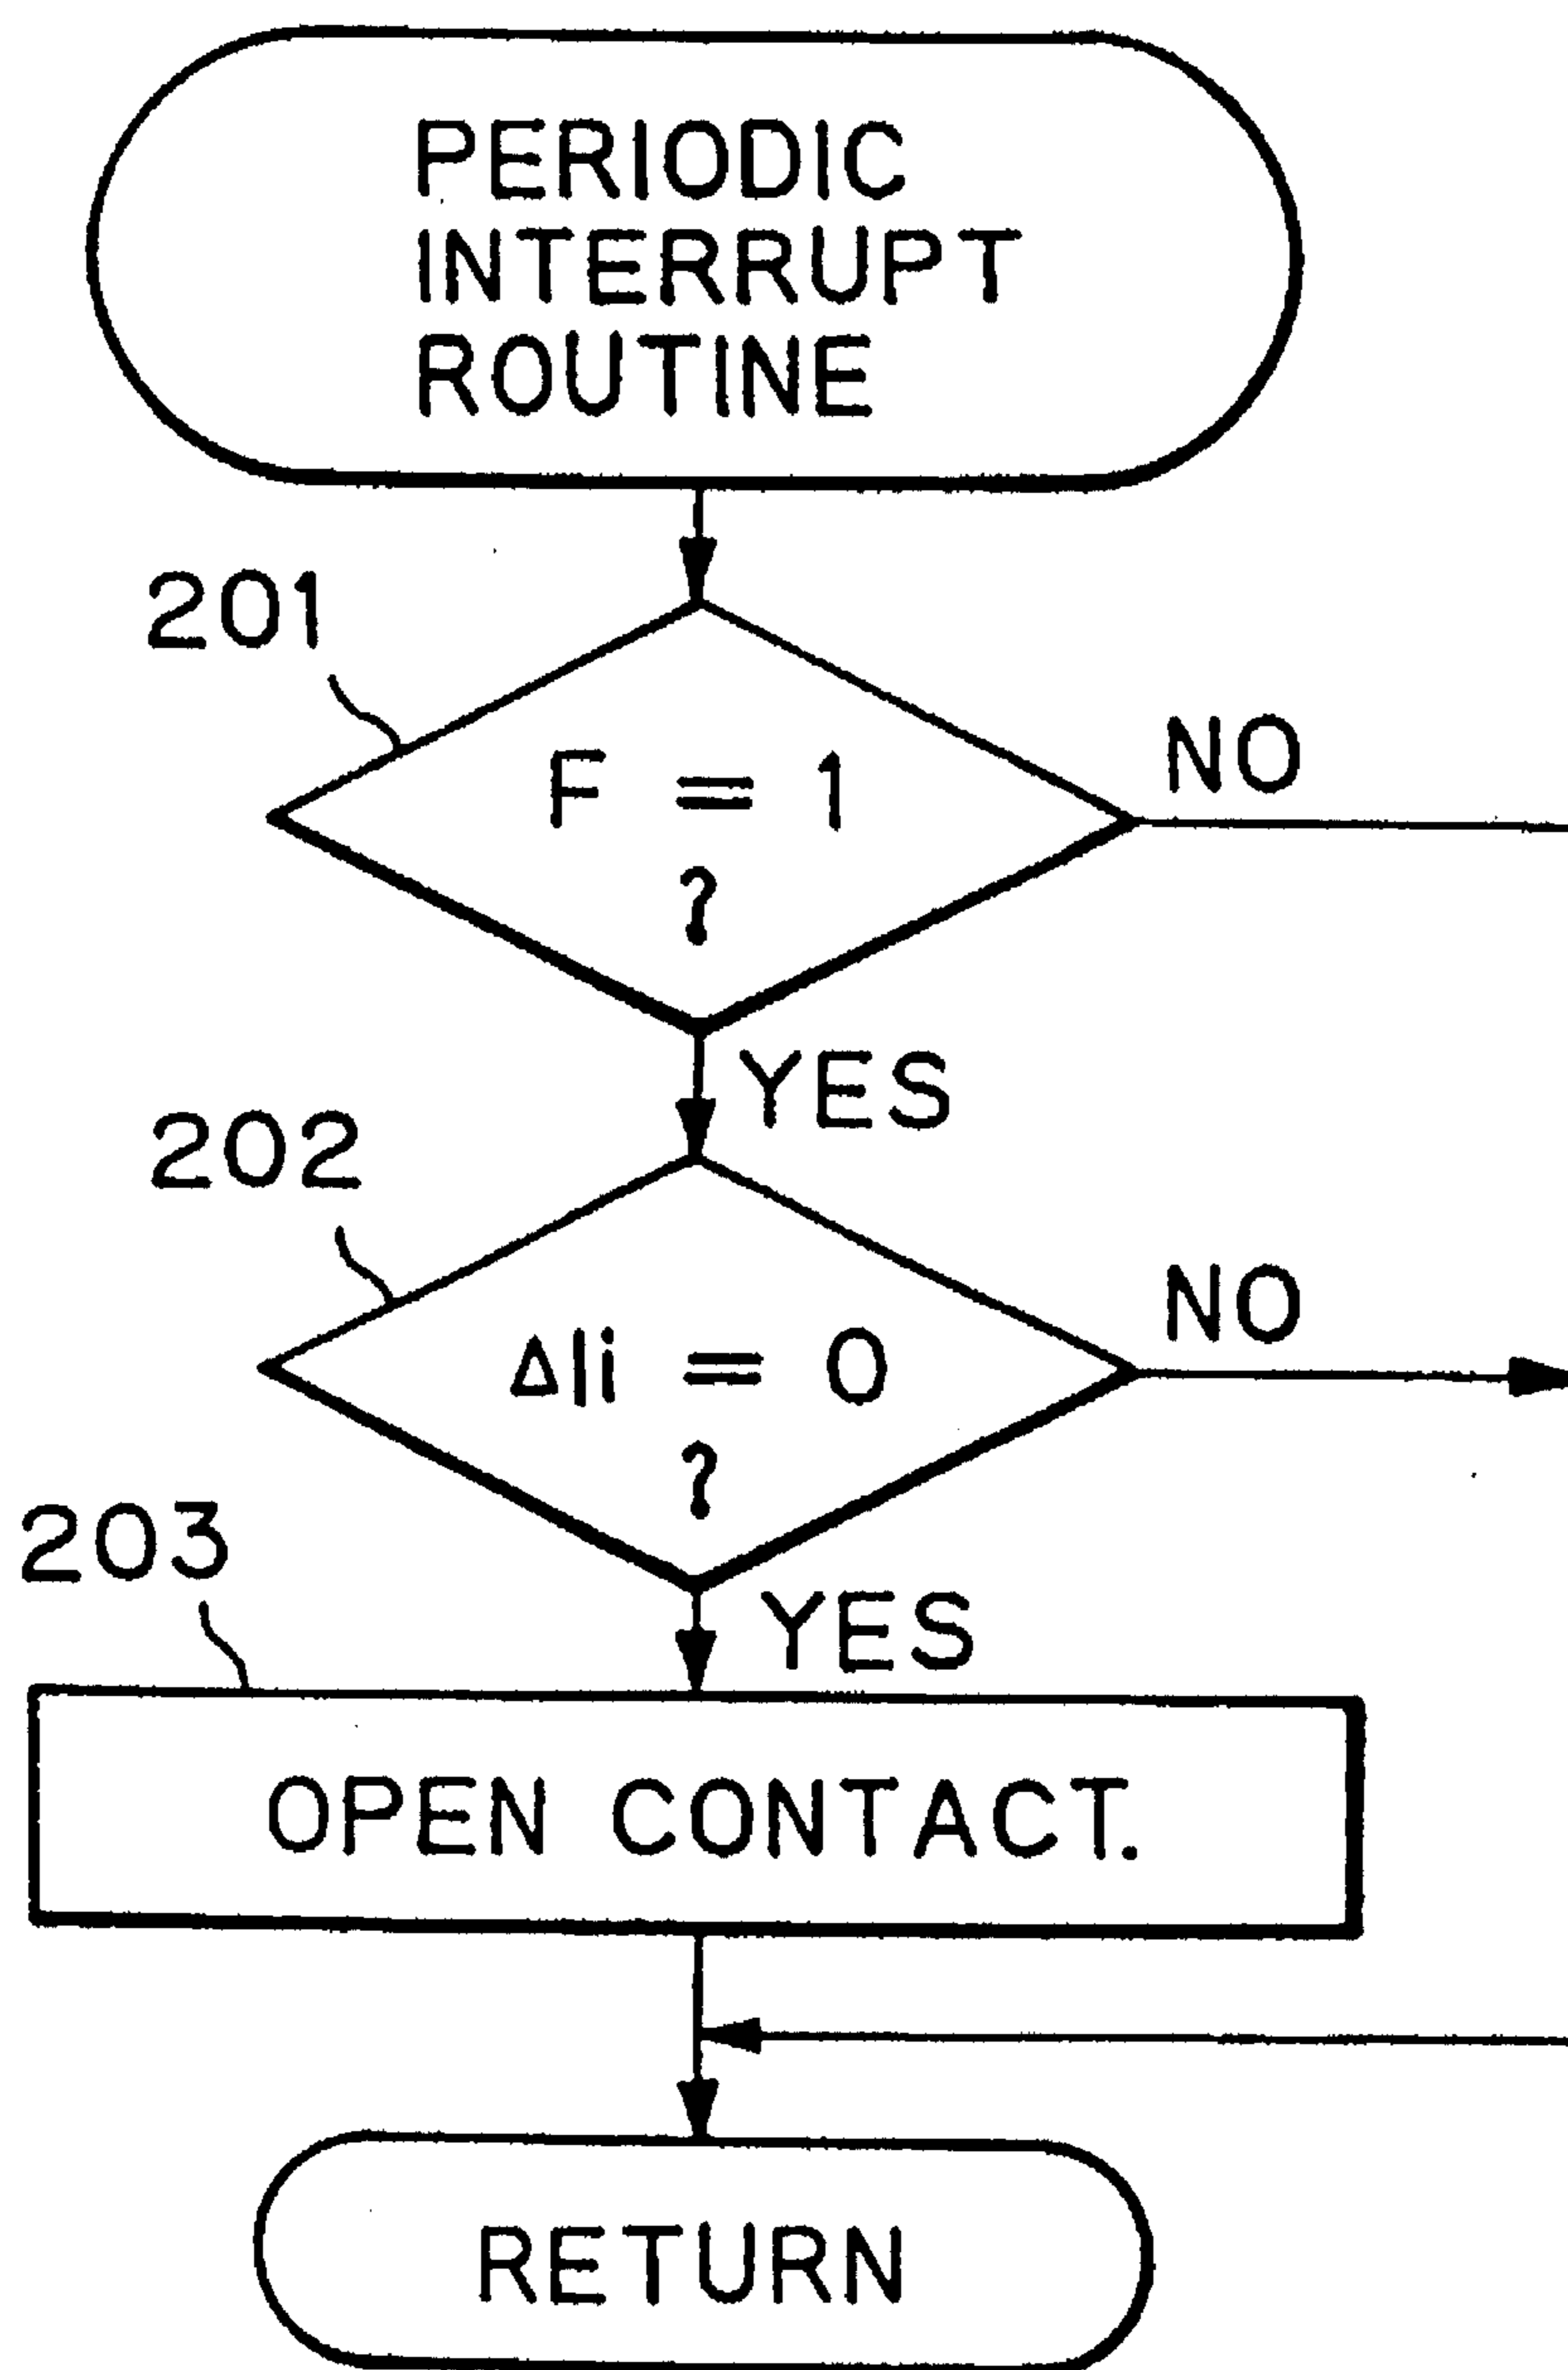 PERIODIC
INTERRUPT
ROUTINE
201
F = 1
?
NO
YES
202
ΔIi = 0
?
NO
YES
203
OPEN CONTACT.
RETURN